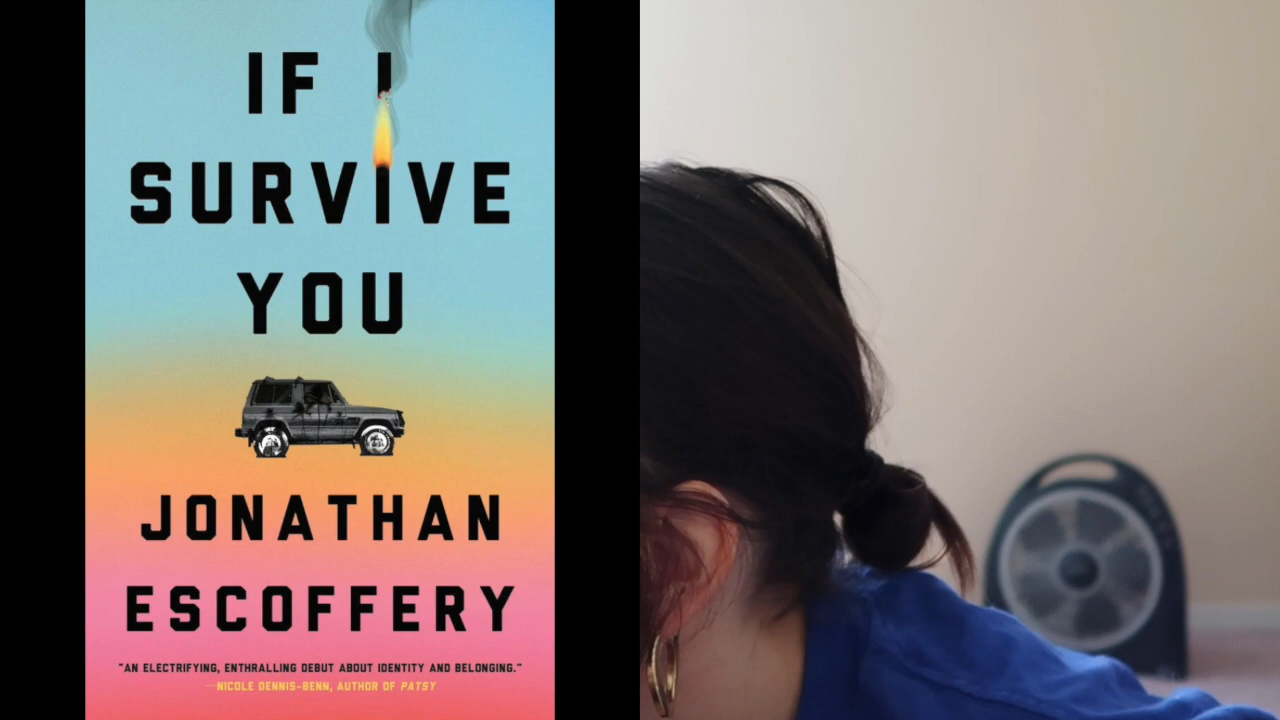 IF I
SURVIVE
YOU
JONATHAN
ESCOFFERY
"AN ELECTRIFYING, ENTHRALLING DEBUT ABOUT IDENTITY AND BELONGING."
—NICOLE DENNIS-BENN, AUTHOR OF PATSY